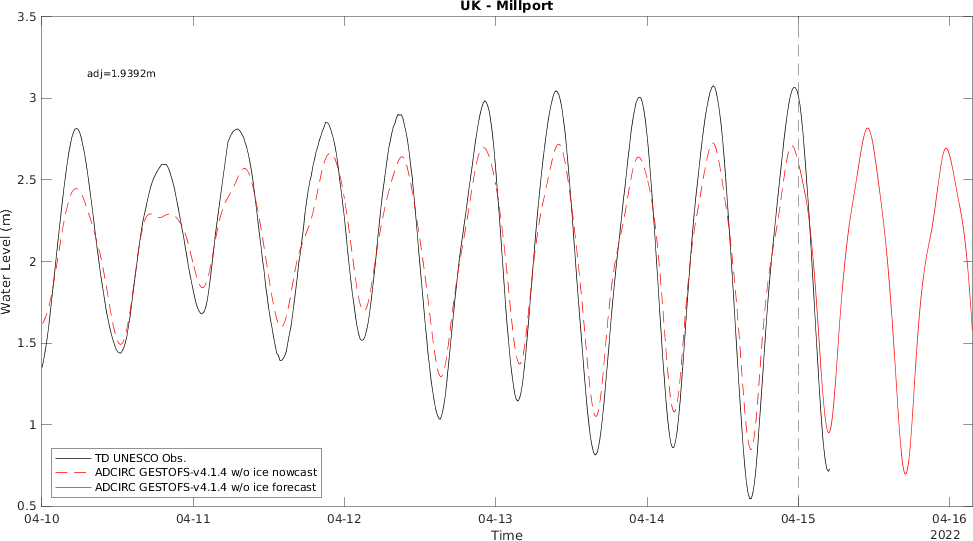 UK - Millport
3.5
adj=1.9392m
3
2.5
2
Water Level (m)
1.5
1
TD UNESCO Obs.
ADCIRC GESTOFS-v4.1.4 w/o ice nowcast
ADCIRC GESTOFS-v4.1.4 w/o ice forecast
0.5
04-10 04-11 04-12 04-13 04-14 04-15 04-16
Time 2022